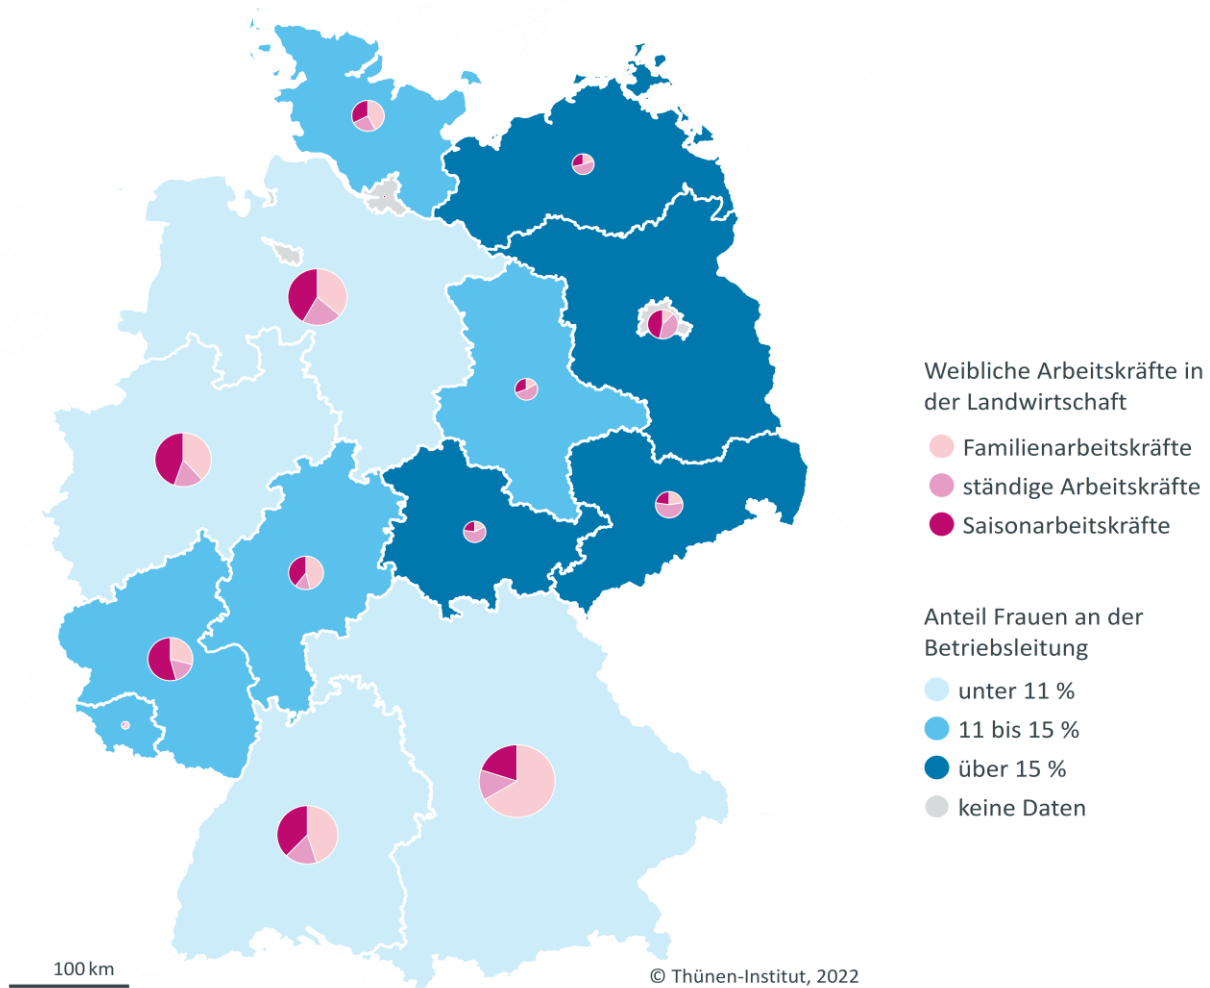 Weibliche Arbeitskräfte in
der Landwirtschaft
Familienarbeitskräfte
ständige Arbeitskräfte
Saisonarbeitskräfte
Anteil Frauen an der
Betriebsleitung
unter 11 %
11 bis 15 %
über 15 %
keine Daten
100 km
© Thünen-Institut, 2022